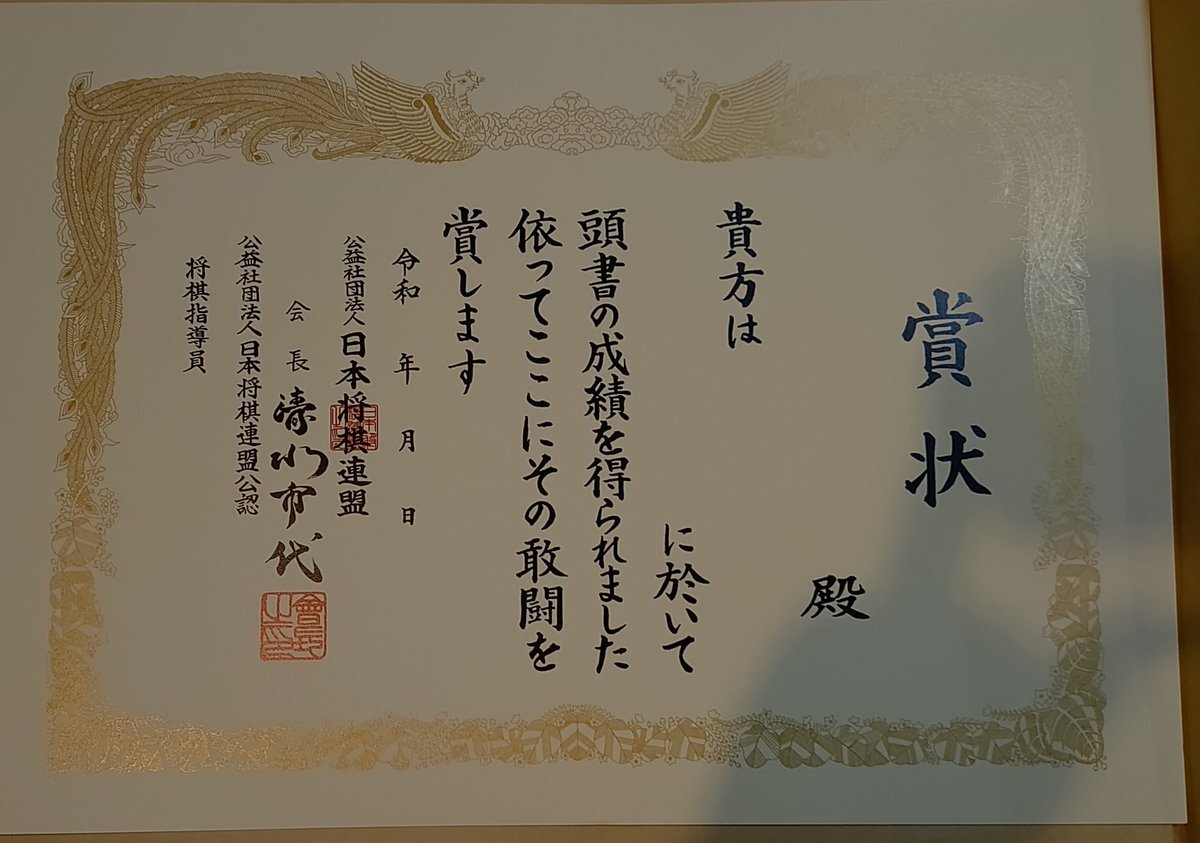 賞状
殿
貴方は
に於いて
頭書の成績を得られました
依ってここにその敢闘を
賞します
令和 年 月 日
公益社団法人 日本将棋連盟
会長 清水市代
公益社団法人日本将棋連盟公認
将棋指導員
會長之印